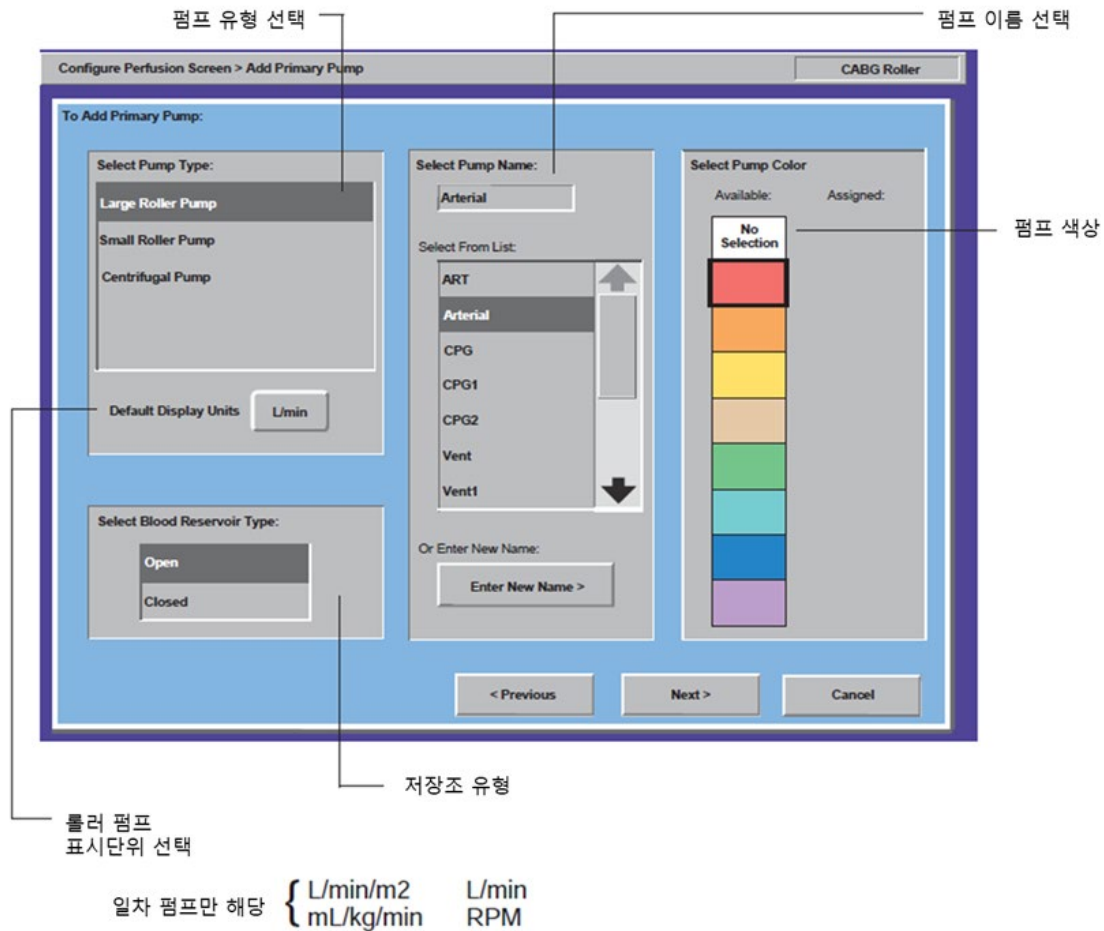 펌프 유형 선택
펌프 이름 선택
Configure Perfusion Screen > Add Primary Pump
CABG Roller
To Add Primary Pump:
Select Pump Type:
Large Roller Pump
Small Roller Pump
Centrifugal Pump
Default Display Units
L/min
Select Blood Reservoir Type:
Open
Closed
Select Pump Name:
Arterial
Select From List:
ART
Arterial
CPG
CPG1
CPG2
Vent
Vent1
Or Enter New Name:
Enter New Name >
Select Pump Color
Available:
Assigned:
No
Selection
펌프 색상
< Previous
Next >
Cancel
저장조 유형
롤러 펌프
표시단위 선택
일차 펌프만 해당
L/min/m2 L/min
mL/kg/min RPM